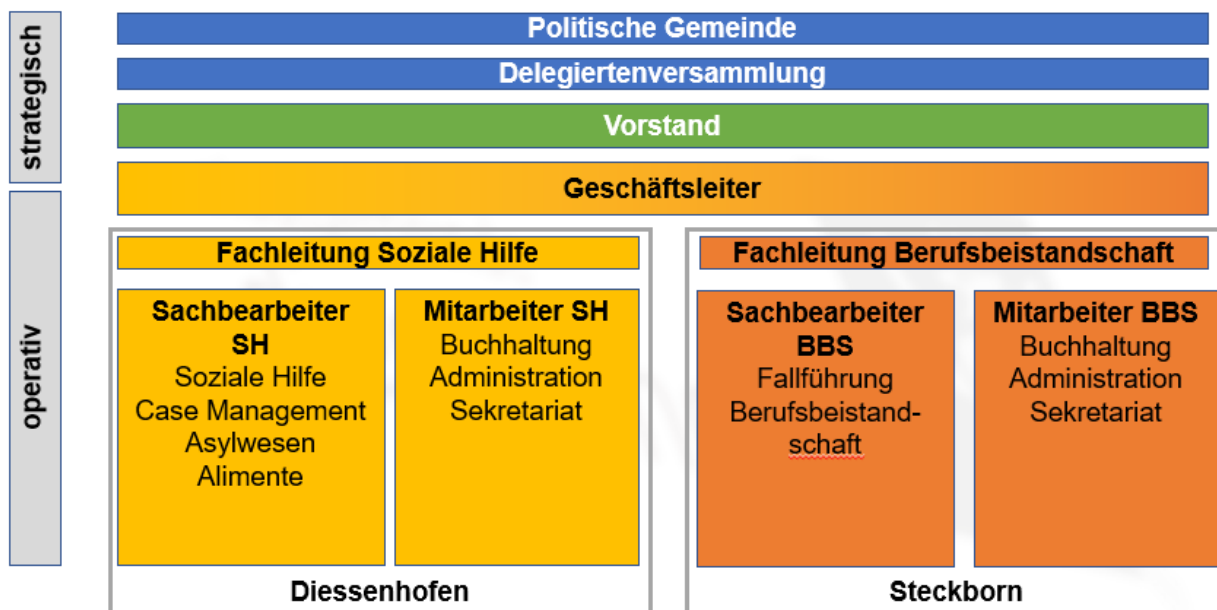 strategisch
Politische Gemeinde
Delegiertenversammlung
Vorstand
operativ
Geschäftsleiter
Fachleitung Soziale Hilfe
Sachbearbeiter
SH
Soziale Hilfe
Case Management
Asylwesen
Alimente
Mitarbeiter SH
Buchhaltung
Administration
Sekretariat
Diessenhofen
Fachleitung Berufsbeistandschaft
Sachbearbeiter
BBS
Fallführung
Berufsbeistand-
schaft
Mitarbeiter BBS
Buchhaltung
Administration
Sekretariat
Steckborn